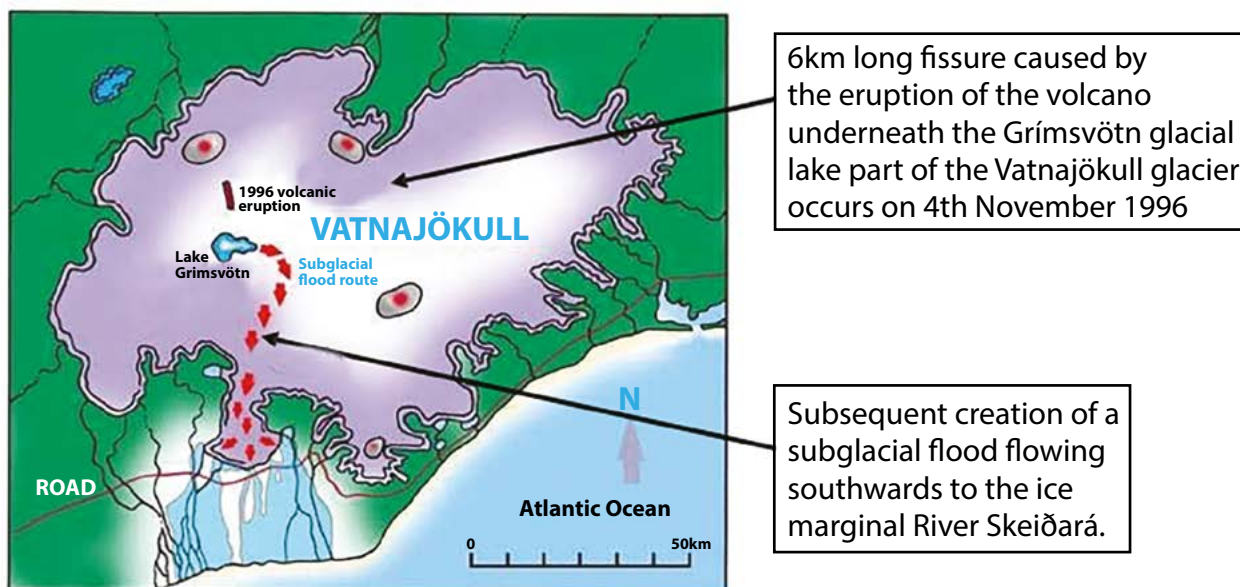 1996 volcanic
eruption
VATNAJÖKULL
Lake
Grimsvötn
Subglacial
flood route
N
ROAD
Atlantic Ocean
0 50km
6km long fissure caused by
the eruption of the volcano
underneath the Grímsvötn glacial
lake part of the Vatnajökull glacier
occurs on 4th November 1996
Subsequent creation of a
subglacial flood flowing
southwards to the ice
marginal River Skeiðará.